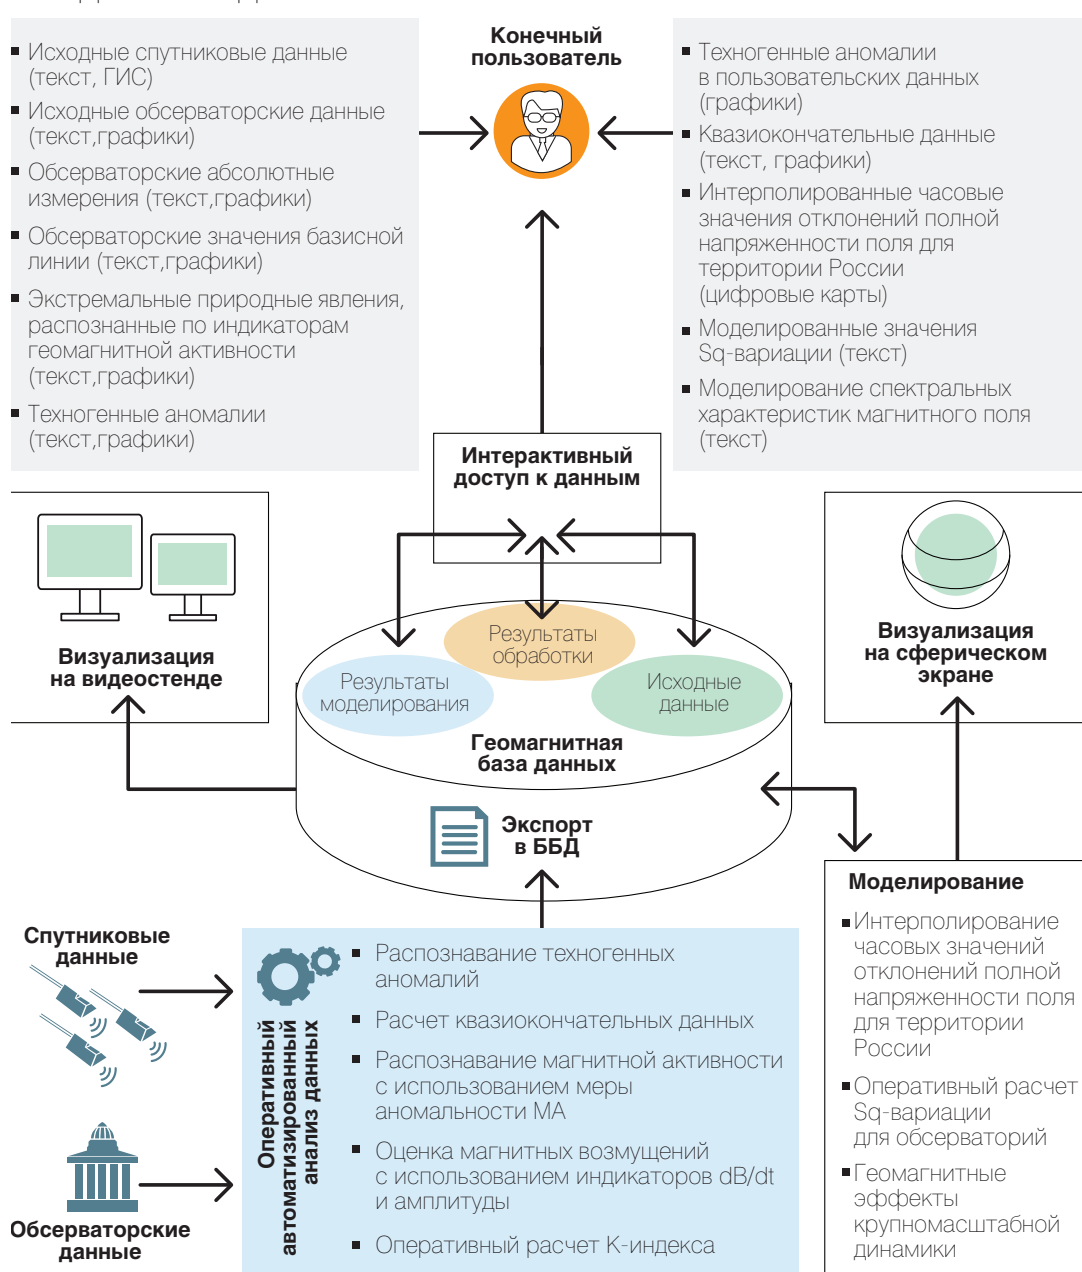 Конечный
пользователь
Исходные спутниковые данные
(текст, ГИС)
Исходные обсерваторские данные
(текст,графики)
Обсерваторские абсолютные
измерения (текст,графики)
Обсерваторские значения базисной
линии (текст,графики)
Экстремальные природные явления,
распознанные по индикаторам
геомагнитной активности
(текст,графики)
Техногенные аномалии
(текст,графики)
Техногенные аномалии
в пользовательских данных
(графики)
Квазиокончательные данные
(текст, графики)
Интерполированные часовые
значения отклонений полной
напряженности поля для
территории России
(цифровые карты)
Моделированные значения
Sq-вариации (текст)
Моделирование спектральных
характеристик магнитного поля
(текст)
Интерактивный
доступ к данным
Визуализация
на видеостенде
Визуализация
на сферическом
экране
Результаты
обработки
Результаты
моделирования
Исходные
данные
Геомагнитная
база данных
Экспорт
в ББД
Моделирование
Интерполирование
часовых значений
отклонений полной
напряженности поля
для территории
России
Оперативный расчет
Sq-вариации
для обсерваторий
Геомагнитные
эффекты
крупномасштабной
динамики
Спутниковые
данные
Обсерваторские
данные
Оперативный
автоматизированный
анализ данных
Распознавание техногенных
аномалий
Расчет квазиокончательных данных
Распознавание магнитной активности
с использованием меры
аномальности МА
Оценка магнитных возмущений
с использованием индикаторов dB/dt
и амплитуды
Оперативный расчет К-индекса